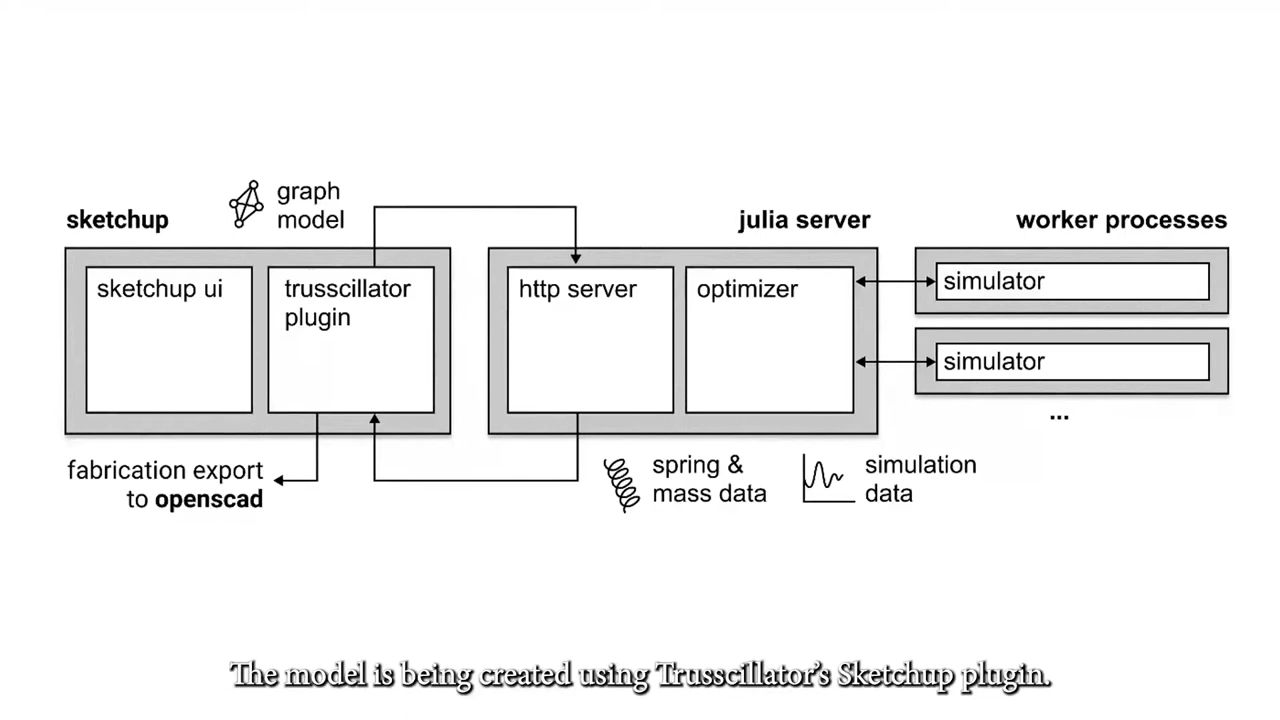 graph
model
sketchup
julia server
worker processes
sketchup ui
trusscillator
plugin
http server
optimizer
simulator
simulator
...
fabrication export
to openscad
spring &
mass data
simulation
data
The model is being created using Trusscillator's Sketchup plugin.